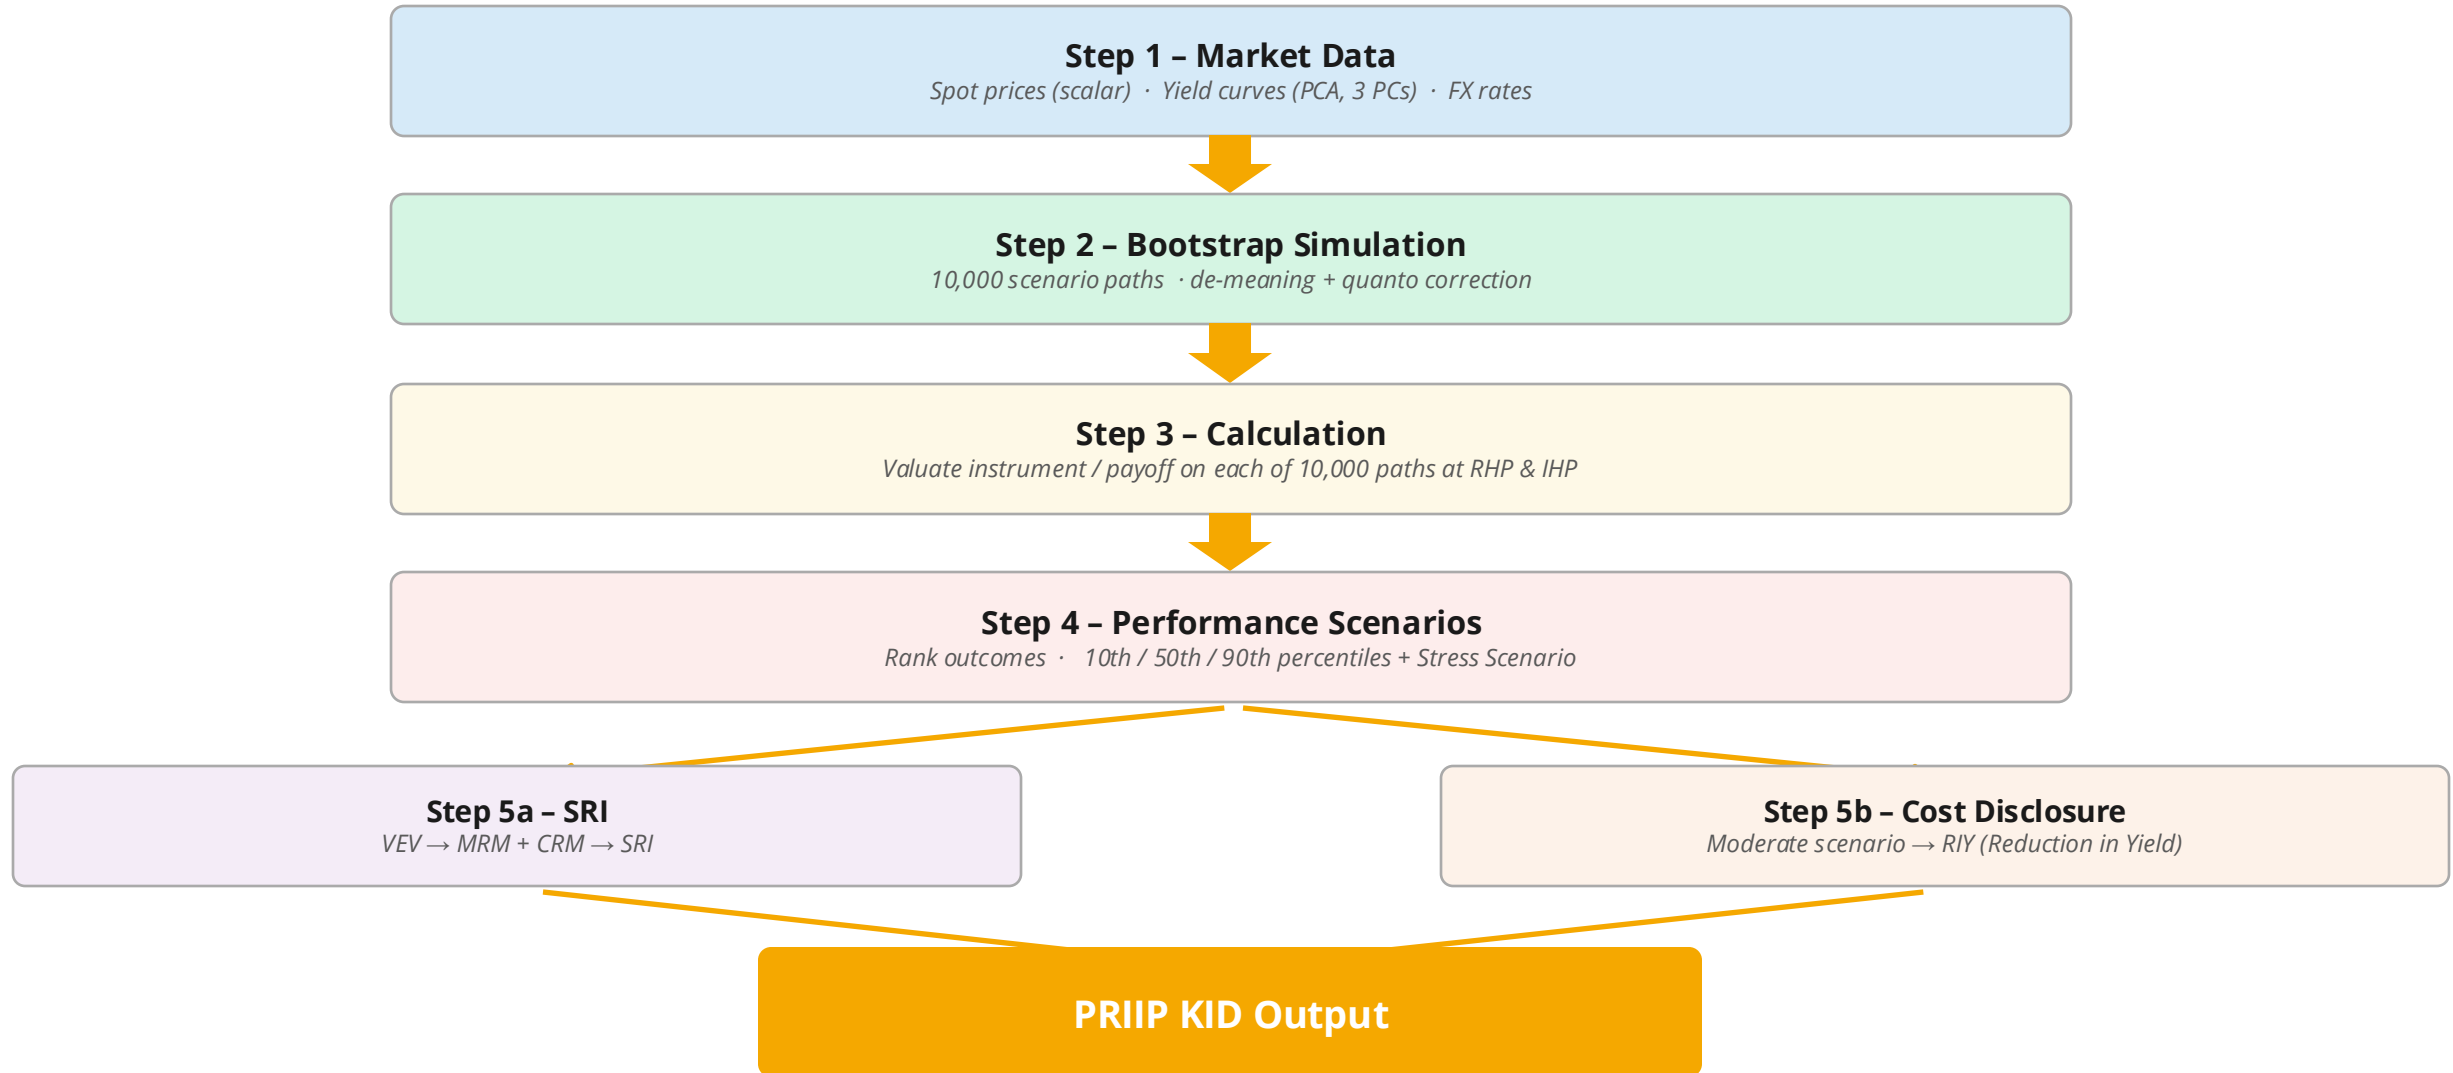 Step 1 – Market Data
Spot prices (scalar) · Yield curves (PCA, 3 PCs) · FX rates
Step 2 – Bootstrap Simulation
10,000 scenario paths · de-meaning + quanto correction
Step 3 – Calculation
Valuate instrument / payoff on each of 10,000 paths at RHP & IHP
Step 4 – Performance Scenarios
Rank outcomes · 10th / 50th / 90th percentiles + Stress Scenario
Step 5a – SRI
VEV → MRM + CRM → SRI
Step 5b – Cost Disclosure
Moderate scenario → RIY (Reduction in Yield)
PRIIP KID Output